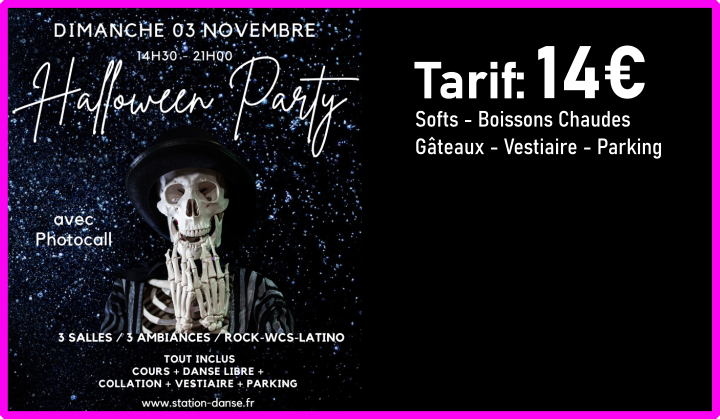 DIMANCHE 03 NOVEMBRE
14H30 - 21H00
Halloween Party
avec
Photocall
3 SALLES / 3 AMBIANCES / ROCK-WCS-LATINO
TOUT INCLUS
COURS + DANSE LIBRE +
COLLATION + VESTIAIRE + PARKING
www.station-danse.fr
Tarif: 14€
Softs - Boissons Chaudes
Gâteaux - Vestiaire - Parking